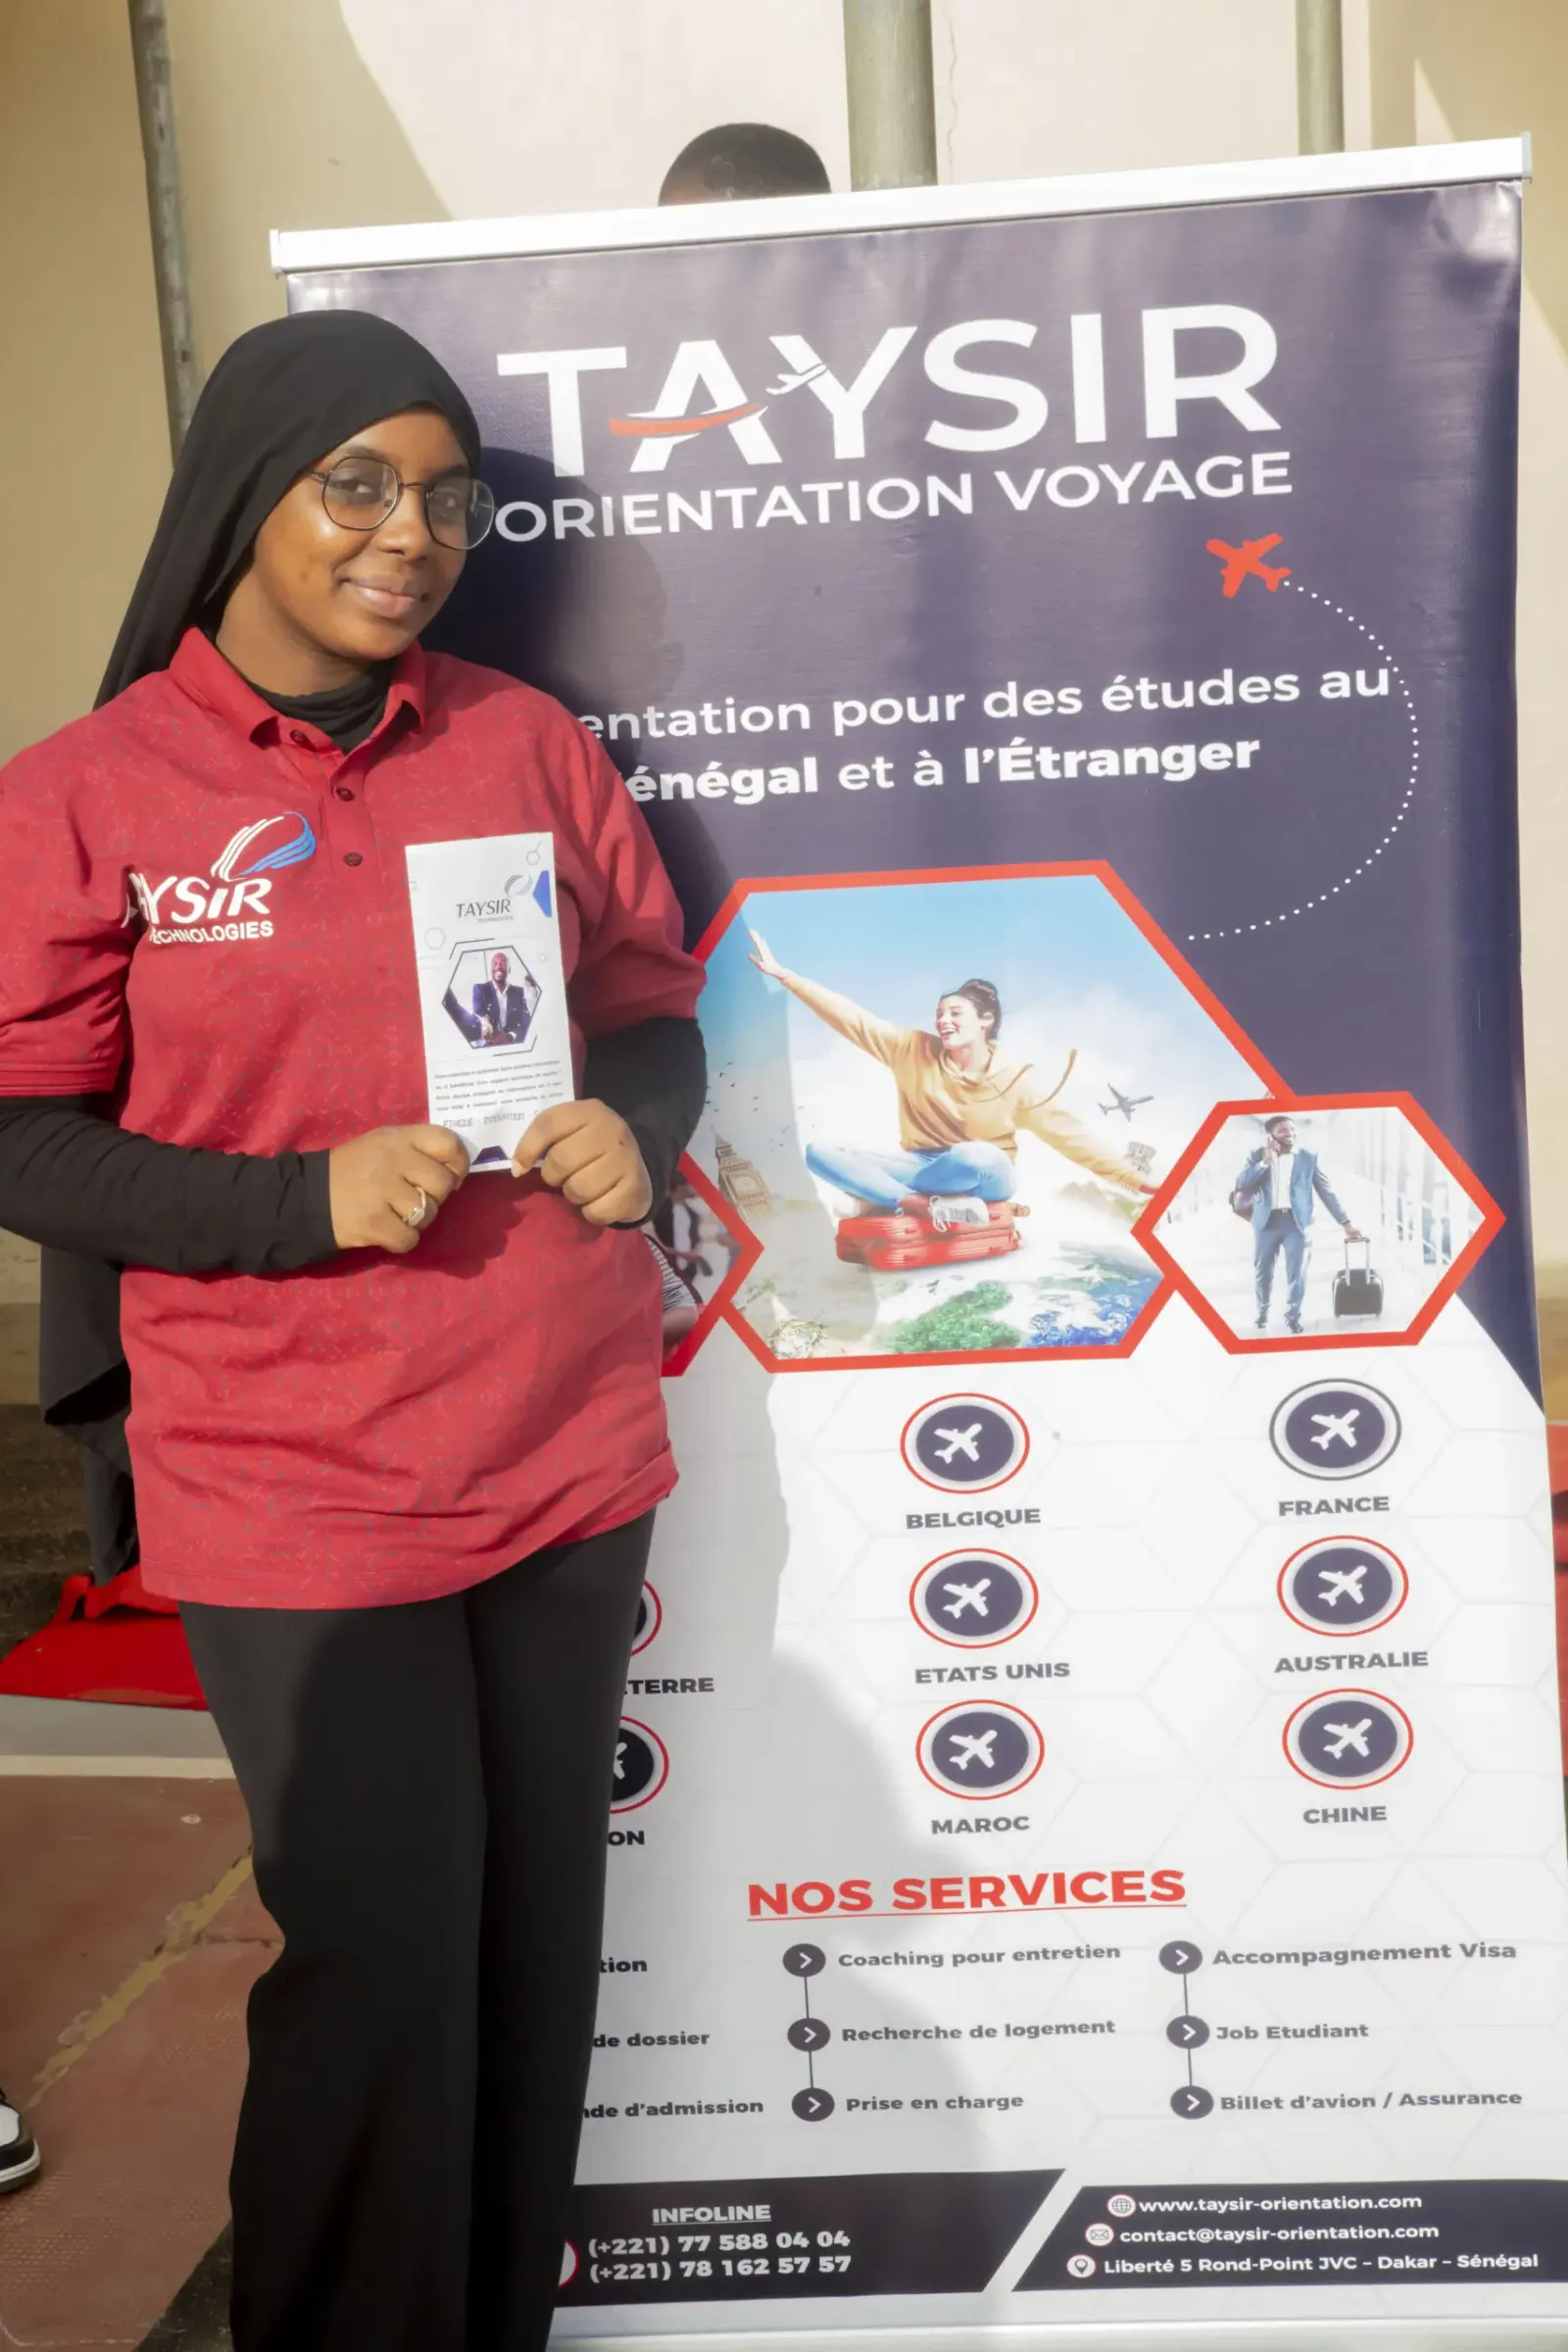 TAYSIR
ORIENTATION VOYAGE
entation pour des études au
énégal et à l'Étranger
AYSIR
ECHNOLOGIES
TAYSIR
BELGIQUE
FRANCE
TERRE
ETATS UNIS
AUSTRALIE
ON
MAROC
CHINE
NOS SERVICES
tion
Coaching pour entretien
Accompagnement Visa
de dossier
Recherche de logement
Job Etudiant
nde d'admission
Prise en charge
Billet d'avion / Assurance
INFOLINE
(+221) 77 588 04 04
(+221) 78 162 57 57
www.taysir-orientation.com
contact@taysir-orientation.com
Liberté 5 Rond-Point JVC - Dakar - Sénégal